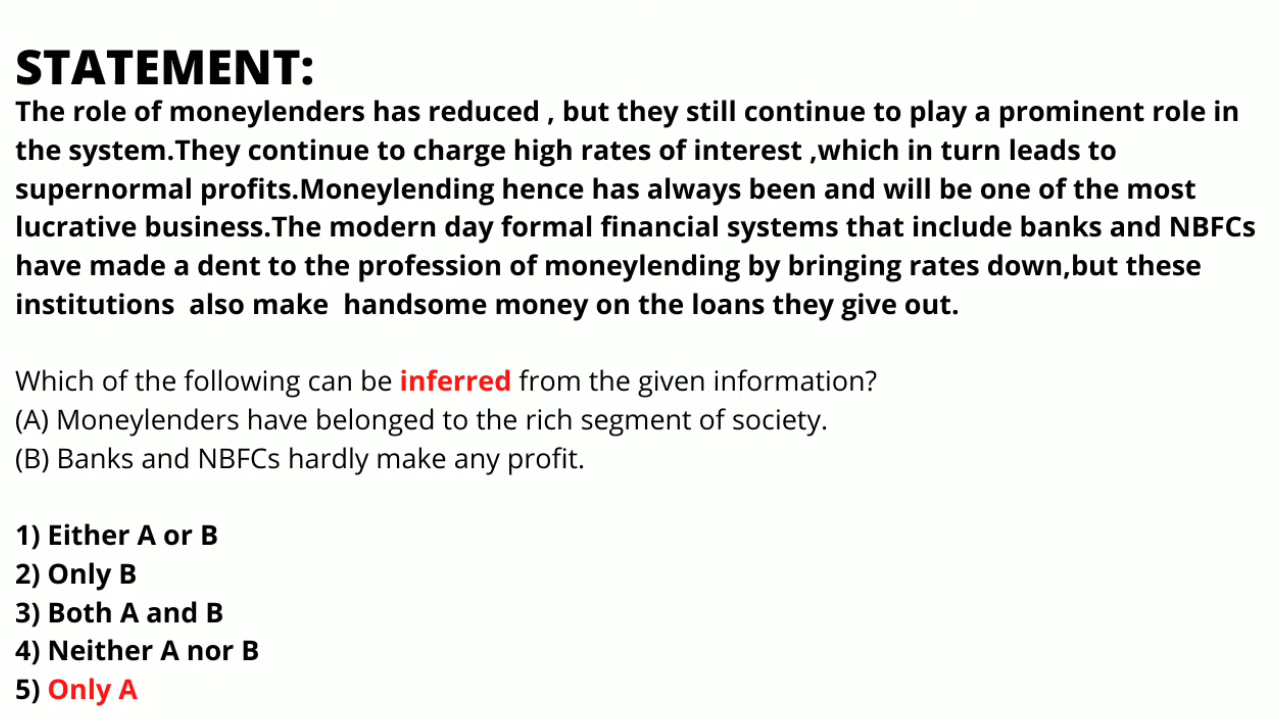 STATEMENT:
The role of moneylenders has reduced , but they still continue to play a prominent role in
the system.They continue to charge high rates of interest ,which in turn leads to
supernormal profits.Moneylending hence has always been and will be one of the most
lucrative business.The modern day formal financial systems that include banks and NBFCs
have made a dent to the profession of moneylending by bringing rates down,but these
institutions  also make  handsome money on the loans they give out.
Which of the following can be inferred from the given information?
(A) Moneylenders have belonged to the rich segment of society.
(B) Banks and NBFCs hardly make any profit.
1) Either A or B
2) Only B
3) Both A and B
4) Neither A nor B
5) Only A